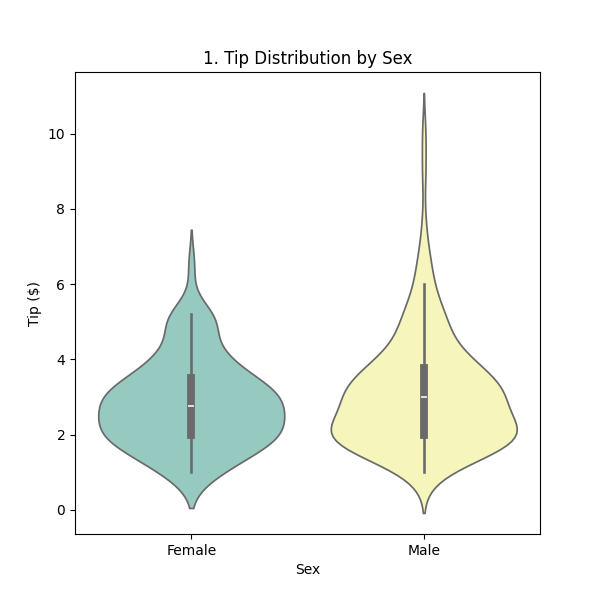 1. Tip Distribution by Sex
10
8
6
4
2
0
Tip ($)
Female Male
Sex